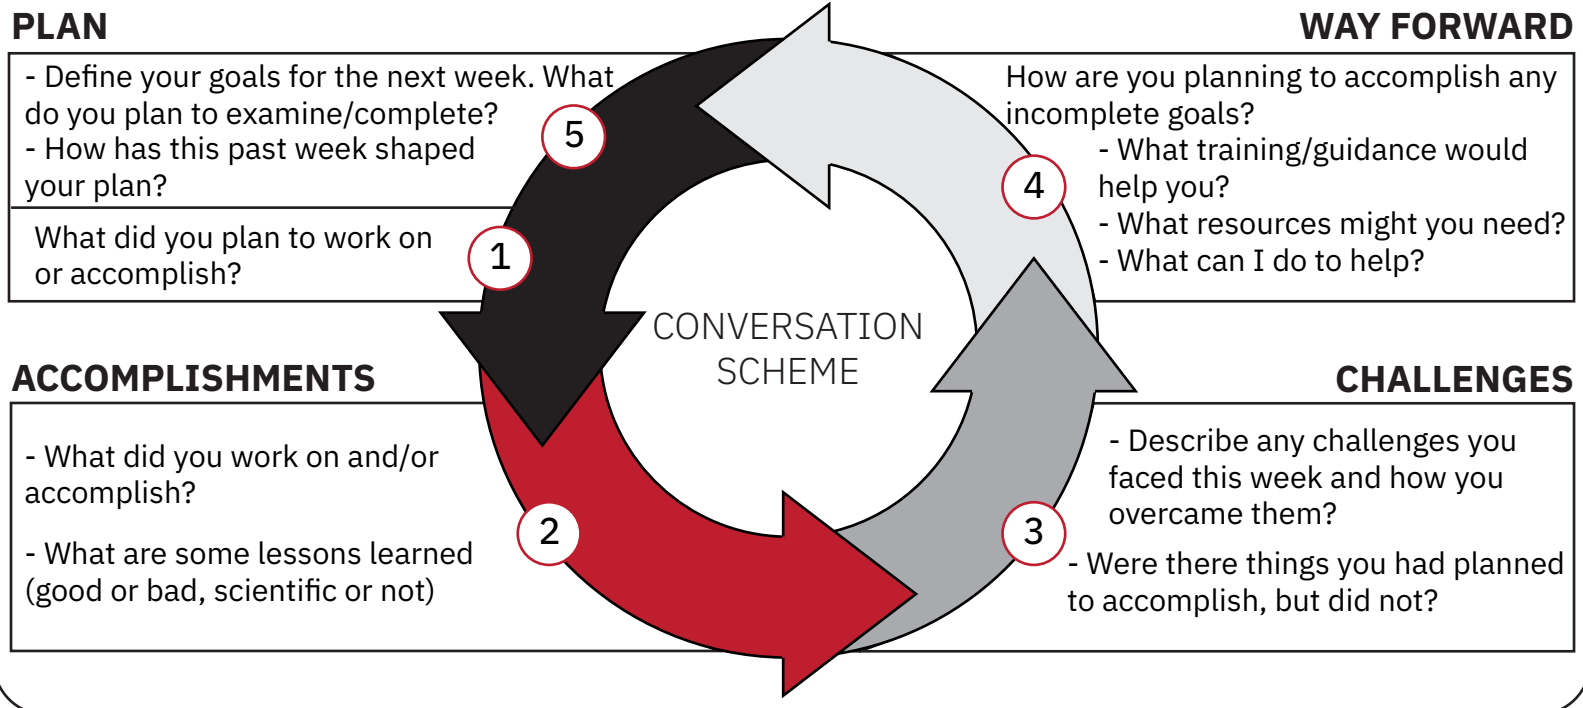 PLAN
- Define your goals for the next week. What
do you plan to examine/complete?
- How has this past week shaped
your plan?
5
What did you plan to work on
or accomplish?
1
WAY FORWARD
How are you planning to accomplish any
incomplete goals?
- What training/guidance would
help you?
- What resources might you need?
- What can I do to help?
4
CONVERSATION
SCHEME
ACCOMPLISHMENTS
- What did you work on and/or
accomplish?
- What are some lessons learned
(good or bad, scientific or not)
2
CHALLENGES
- Describe any challenges you
faced this week and how you
overcame them?
- Were there things you had planned
to accomplish, but did not?
3